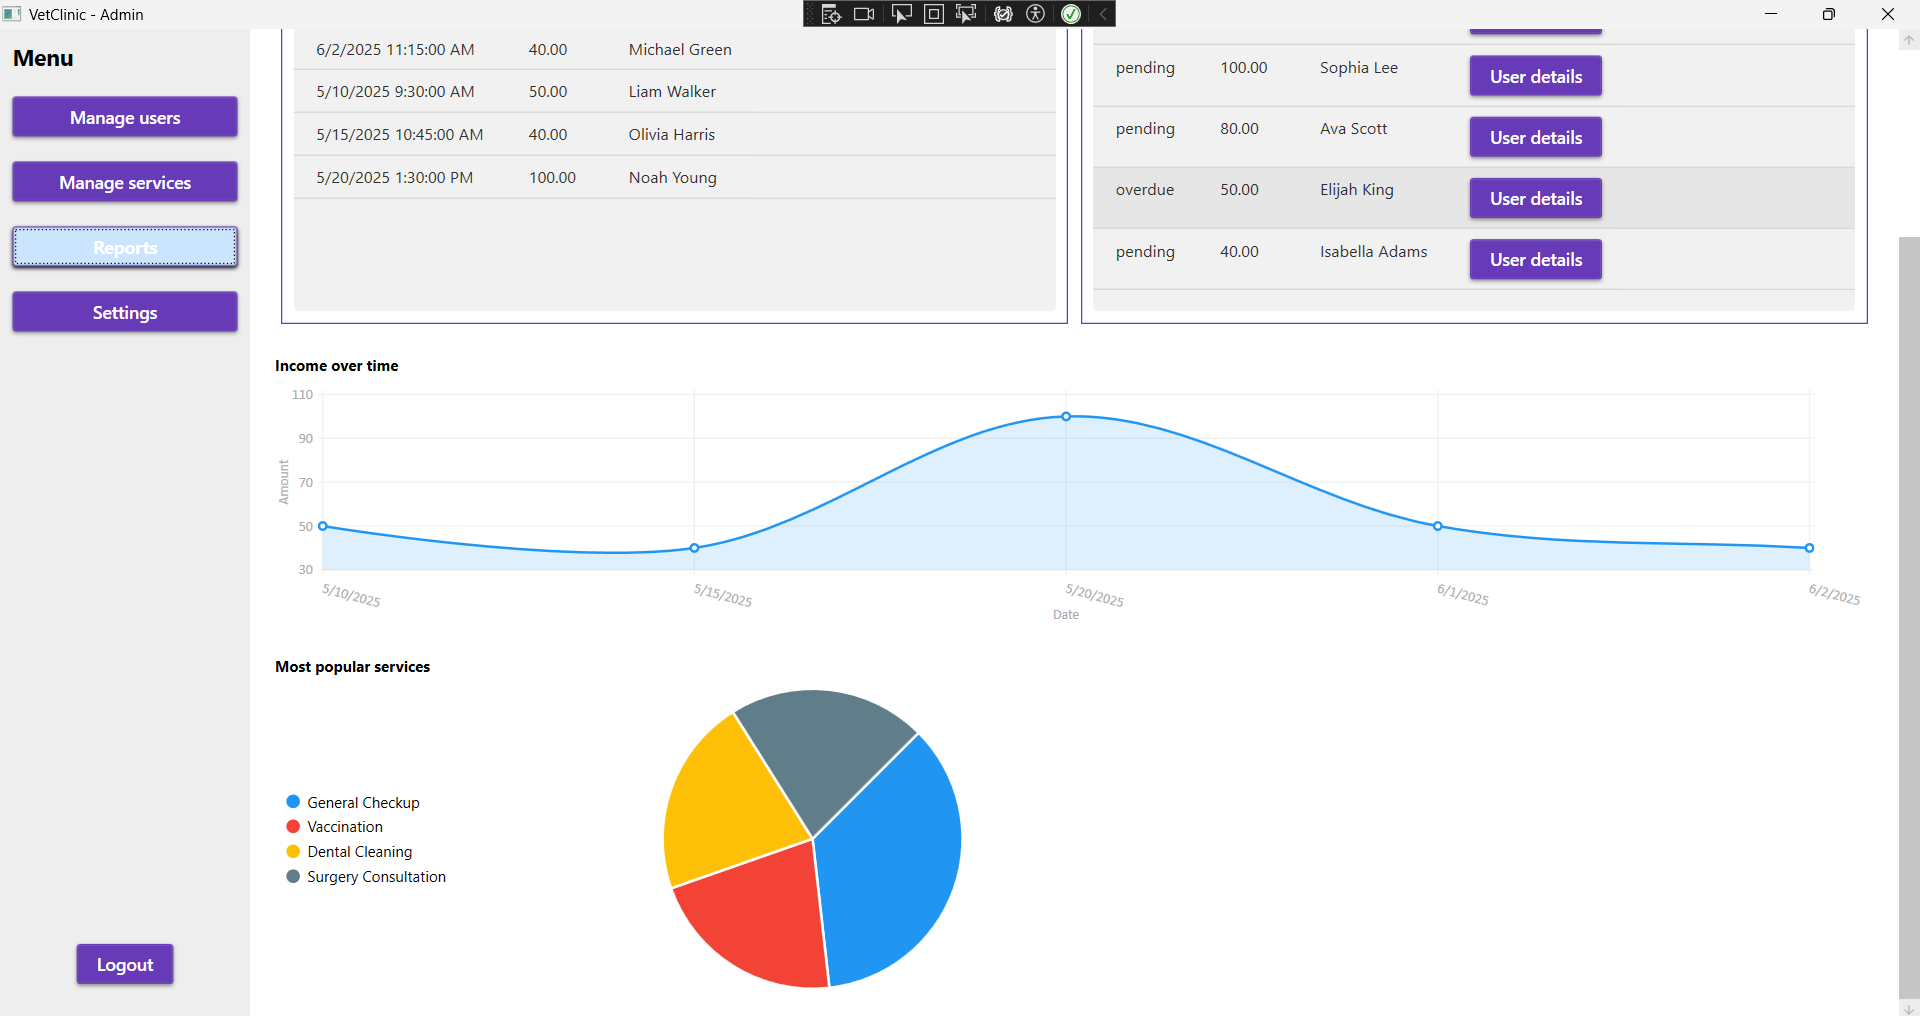 VetClinic - Admin
Menu
Manage users
Manage services
Reports
Settings
Logout
6/2/2025 11:15:00 AM 40.00 Michael Green
5/10/2025 9:30:00 AM 50.00 Liam Walker
5/15/2025 10:45:00 AM 40.00 Olivia Harris
5/20/2025 1:30:00 PM 100.00 Noah Young
pending 100.00 Sophia Lee User details
pending 80.00 Ava Scott User details
overdue 50.00 Elijah King User details
pending 40.00 Isabella Adams User details
Income over time
110
90
70
50
30
Amount
5/10/2025 5/15/2025 5/20/2025 6/1/2025 6/2/2025
Date
Most popular services
General Checkup
Vaccination
Dental Cleaning
Surgery Consultation